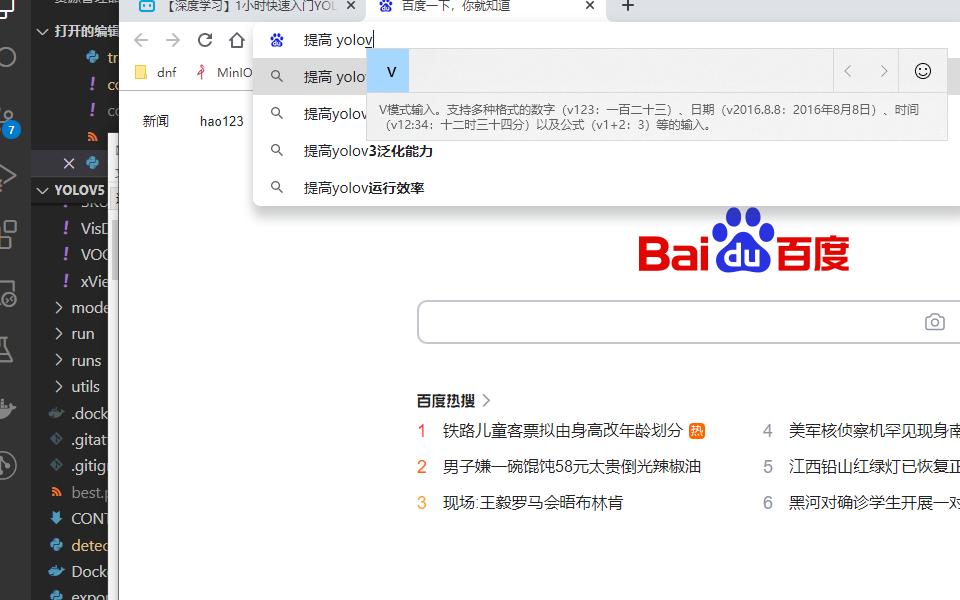 资源管理器
打开的编辑
7
YOLOV5
VisD
VOC
xVie
mode
run
runs
utils
.dock
.gitat
.gitig
best.p
CONT
detec
Docke
expor
【深度学习】1小时快速入门YOL
百度一下，你就知道
提高 yolov
dnf
MinIO
提高 yolov
v
V模式输入。支持多种格式的数字（v123：一百二十三）、日期（v2016.8.8：2016年8月8日）、时间
（v12:34：十二时三十四分）以及公式（v1+2：3）等的输入。
提高yolov
提高yolov3泛化能力
提高yolov运行效率
新闻
hao123
Bai du 百度
百度热搜
1 铁路儿童客票拟由身高改年龄划分 热
4 美军核侦察机罕见现身南
2 男子嫌一碗馄饨58元太贵倒光辣椒油
5 江西铅山红绿灯已恢复正
3 现场:王毅罗马会晤布林肯
6 黑河对确诊学生开展一对